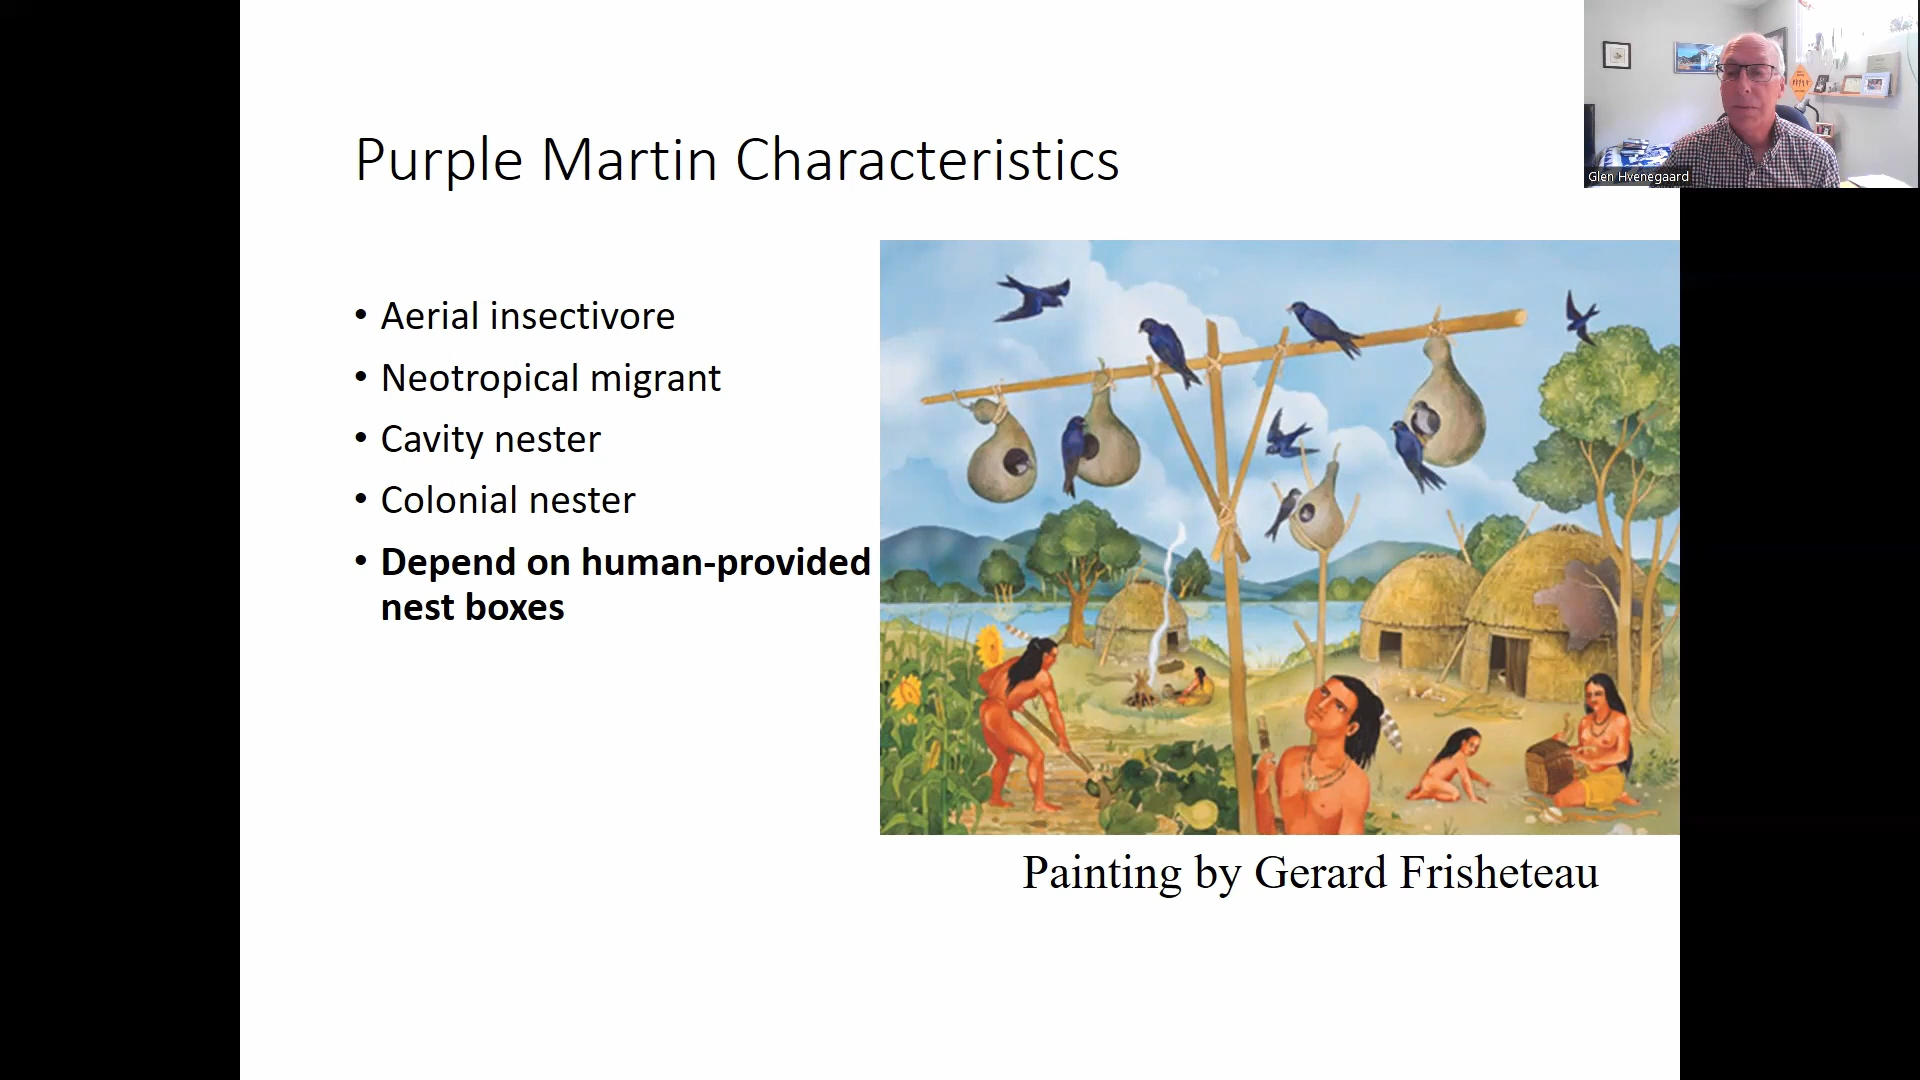 Glen Hvenegaard
Purple Martin Characteristics
• Aerial insectivore
• Neotropical migrant
• Cavity nester
• Colonial nester
• Depend on human-provided
nest boxes
Painting by Gerard Frisheteau